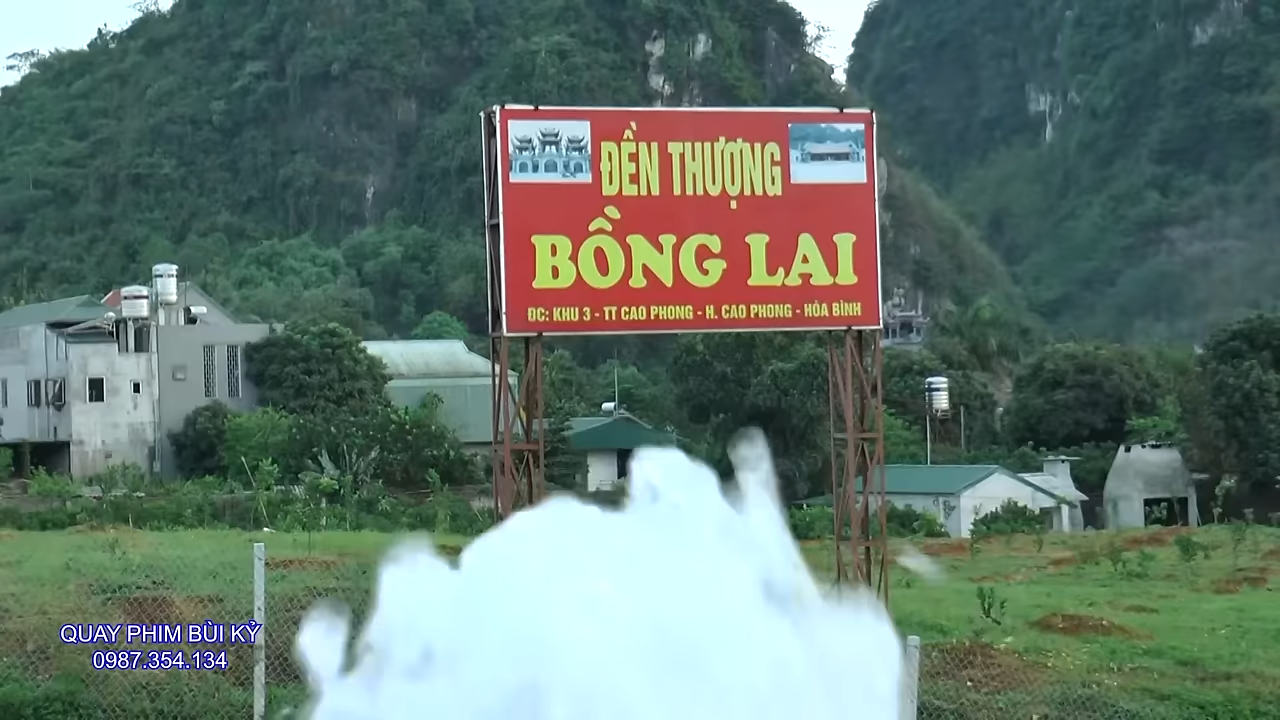 ĐỀN THƯỢNG
BỒNG LAI
ĐC: KHU 3 - TT CAO PHONG - H. CAO PHONG - HÒA BÌNH
QUAY PHIM BÙI KỶ
0987.354.134